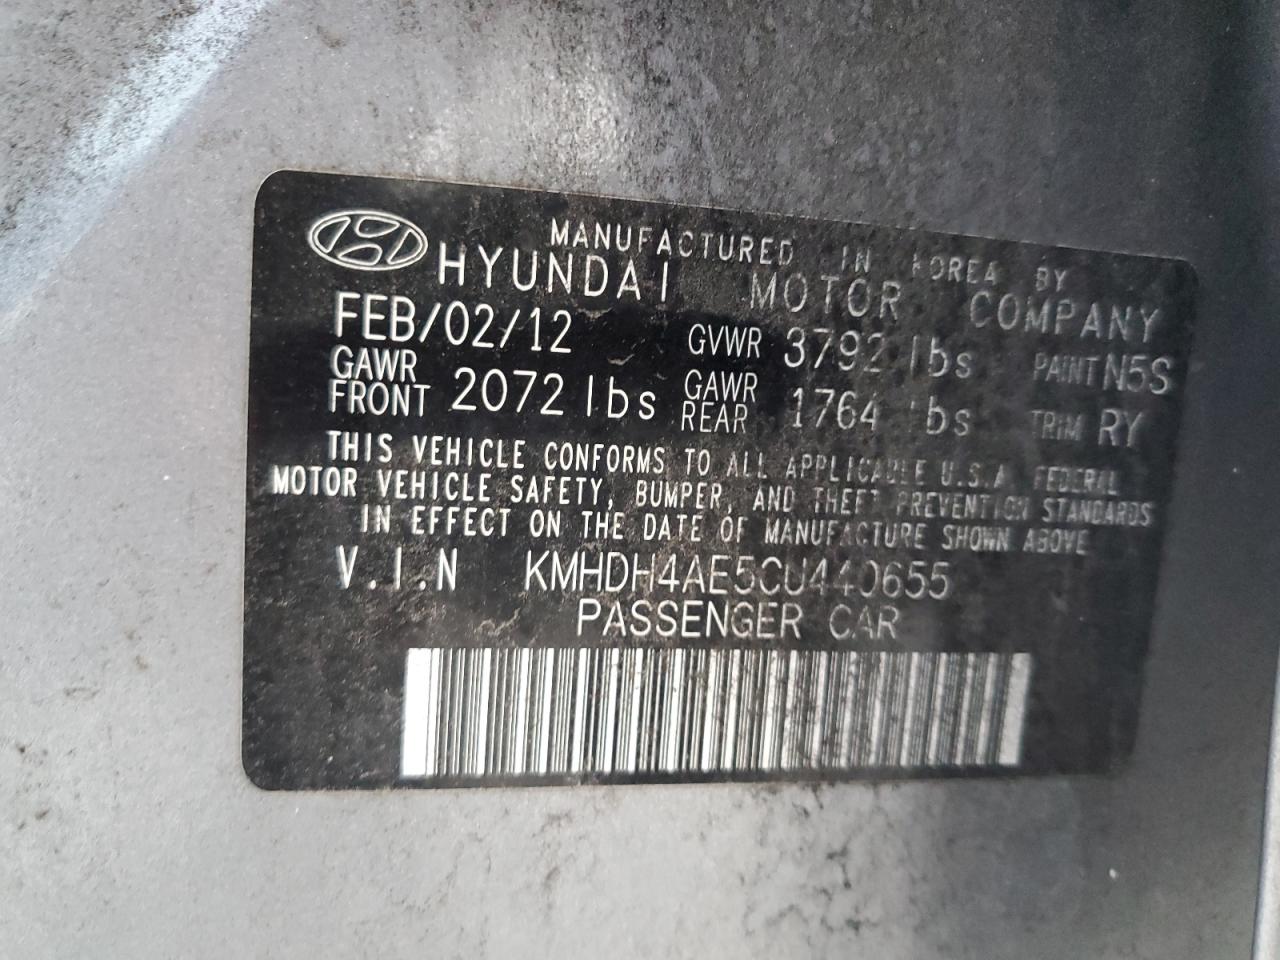 MANUFACTURED IN KOREA BY
HYUNDAI MOTOR COMPANY
FEB/02/12 GVWR 3792 lbs PAINT N5S
GAWR FRONT 2072 lbs GAWR REAR 1764 lbs TRIM RY
THIS VEHICLE CONFORMS TO ALL APPLICABLE U.S.A. FEDERAL
MOTOR VEHICLE SAFETY, BUMPER, AND THEFT PREVENTION STANDARDS
IN EFFECT ON THE DATE OF MANUFACTURE SHOWN ABOVE
V.I.N KMHDH4AE5CU440655
PASSENGER CAR